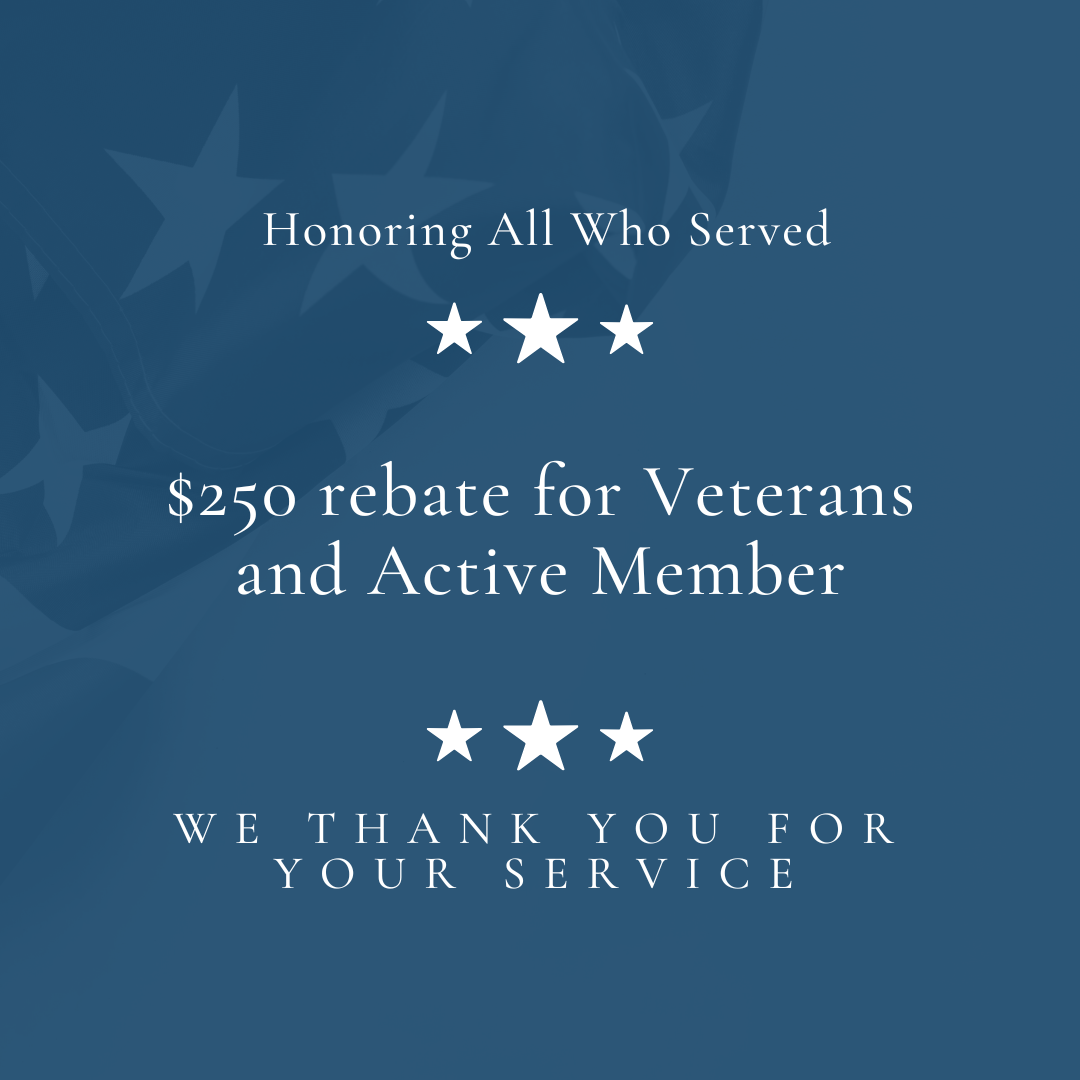 Honoring All Who Served
$250 rebate for Veterans
and Active Member
WE THANK YOU FOR
YOUR SERVICE